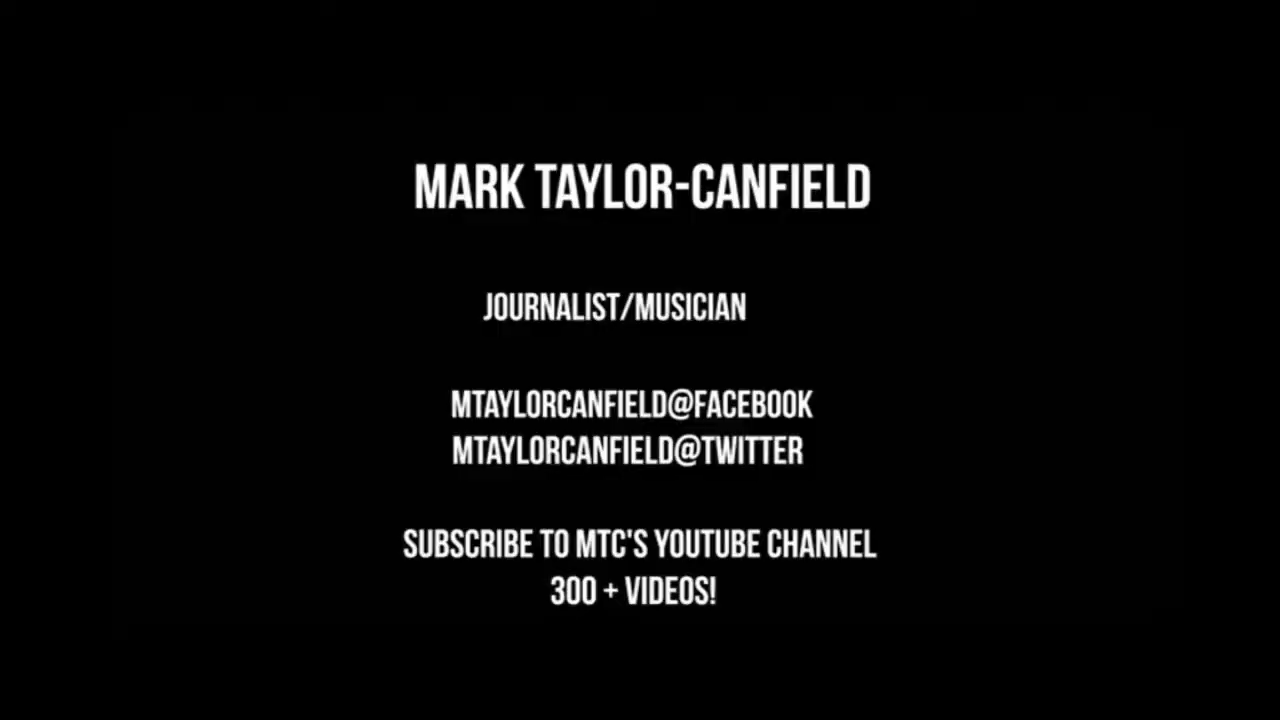 MARK TAYLOR-CANFIELD
JOURNALIST/MUSICIAN
MTAYLORCANFIELD@FACEBOOK
MTAYLORCANFIELD@TWITTER
SUBSCRIBE TO MTC'S YOUTUBE CHANNEL
300 + VIDEOS!